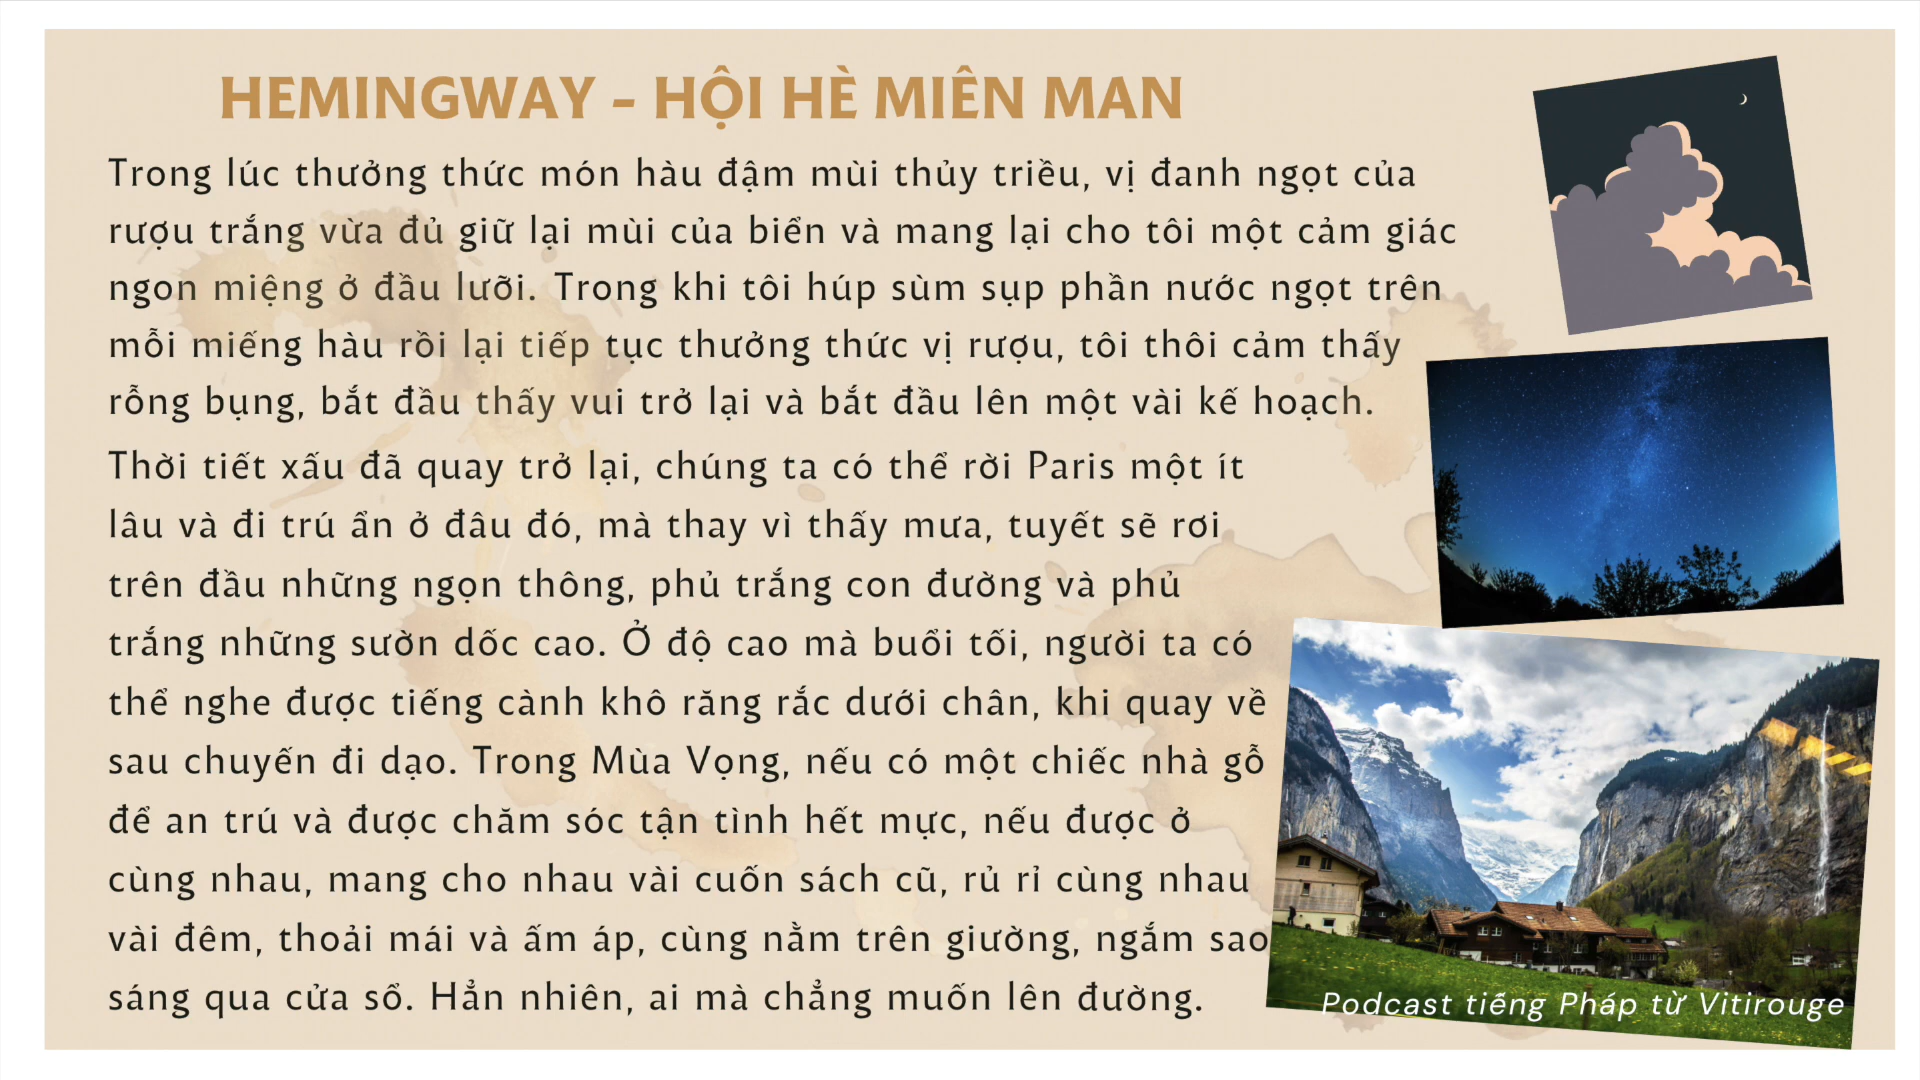 HEMINGWAY - HỘI HÈ MIÊN MAN
Trong lúc thưởng thức món hàu đậm mùi thủy triều, vị đanh ngọt của
rượu trắng vừa đủ giữ lại mùi của biển và mang lại cho tôi một cảm giác
ngon miệng ở đầu lưỡi. Trong khi tôi húp sùm sụp phần nước ngọt trên
mỗi miếng hàu rồi lại tiếp tục thưởng thức vị rượu, tôi thôi cảm thấy
rỗng bụng, bắt đầu thấy vui trở lại và bắt đầu lên một vài kế hoạch.
Thời tiết xấu đã quay trở lại, chúng ta có thể rời Paris một ít
lâu và đi trú ẩn ở đâu đó, mà thay vì thấy mưa, tuyết sẽ rơi
trên đầu những ngọn thông, phủ trắng con đường và phủ
trắng những sườn dốc cao. Ở độ cao mà buổi tối, người ta có
thể nghe được tiếng cành khô răng rắc dưới chân, khi quay về
sau chuyến đi dạo. Trong Mùa Vọng, nếu có một chiếc nhà gỗ
để an trú và được chăm sóc tận tình hết mực, nếu được ở
cùng nhau, mang cho nhau vài cuốn sách cũ, rủ rỉ cùng nhau
vài đêm, thoải mái và ấm áp, cùng nằm trên giường, ngắm sao
sáng qua cửa sổ. Hẳn nhiên, ai mà chẳng muốn lên đường.
Podcast tiếng Pháp từ Vitirouge